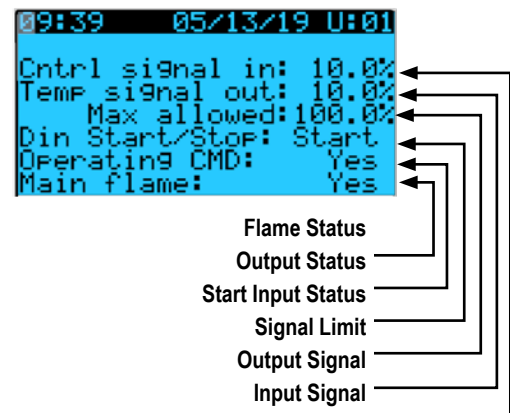 09:39 05/13/19 U:01
Cntrl signal in: 10.0%
Temp signal out: 10.0%
Max allowed:100.0%
Din Start/Stop: Start
Operating CMD: Yes
Main flame: Yes
Flame Status
Output Status
Start Input Status
Signal Limit
Output Signal
Input Signal